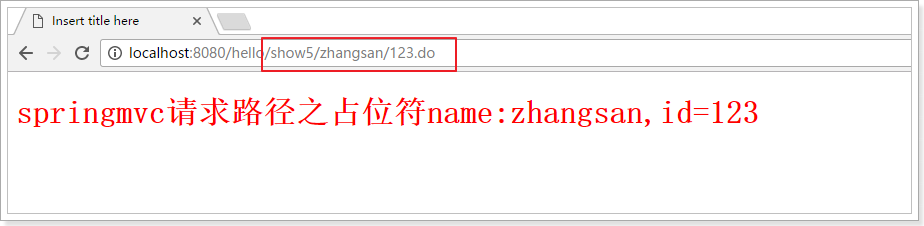 Insert title here
localhost:8080/hello/show5/zhangsan/123.do
springmvc请求路径之占位符name:zhangsan,id=123